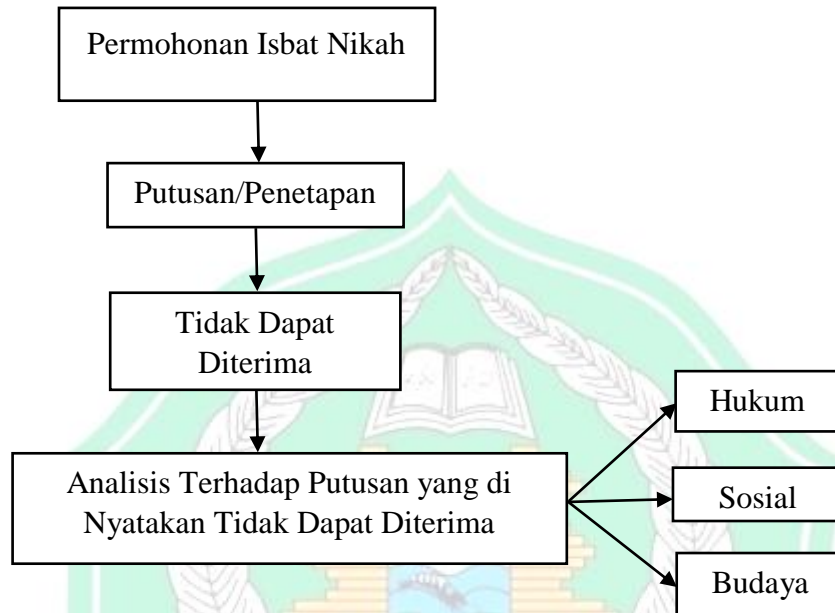 Permohonan Isbat Nikah
Putusan/Penetapan
Tidak Dapat
Diterima
Analisis Terhadap Putusan yang di
Nyatakan Tidak Dapat Diterima
Hukum
Sosial
Budaya